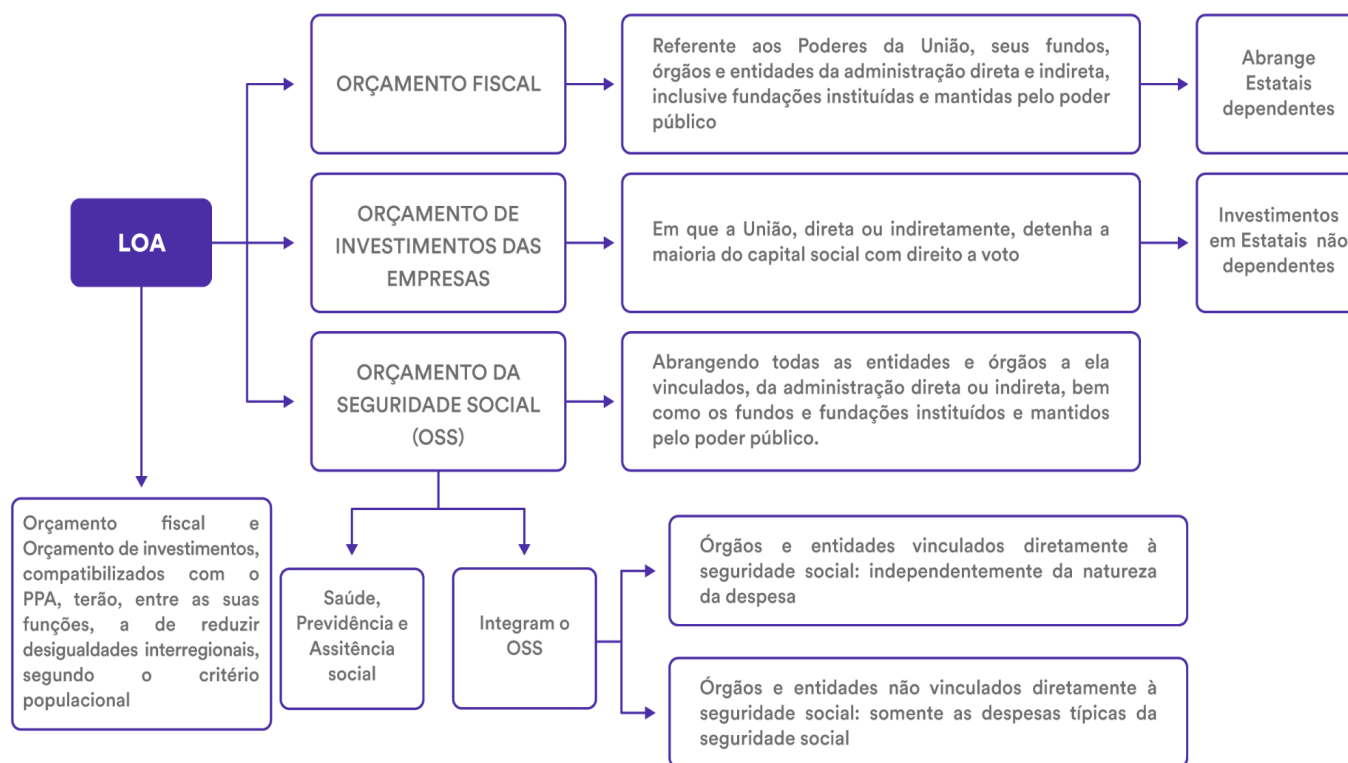 LOA
ORÇAMENTO FISCAL
Referente aos Poderes da União, seus fundos,
órgãos e entidades da administração direta e indireta,
inclusive fundações instituídas e mantidas pelo poder
público
Abrange
Estatais
dependentes
ORÇAMENTO DE
INVESTIMENTOS DAS
EMPRESAS
Em que a União, direta ou indiretamente, detenha a
maioria do capital social com direito a voto
Investimentos
em Estatais não
dependentes
ORÇAMENTO DA
SEGURIDADE SOCIAL
(OSS)
Abrangendo todas as entidades e órgãos a ela
vinculados, da administração direta ou indireta, bem
como os fundos e fundações instituídos e mantidos
pelo poder público.
Orçamento fiscal e
Orçamento de investimentos,
compatibilizados com o
PPA, terão, entre as suas
funções, a de reduzir
desigualdades interregionais,
segundo o critério
populacional
Saúde,
Previdência e
Assitência
social
Integram o
OSS
Órgãos e entidades vinculados diretamente à
seguridade social: independentemente da natureza
da despesa
Órgãos e entidades não vinculados diretamente à
seguridade social: somente as despesas típicas da
seguridade social